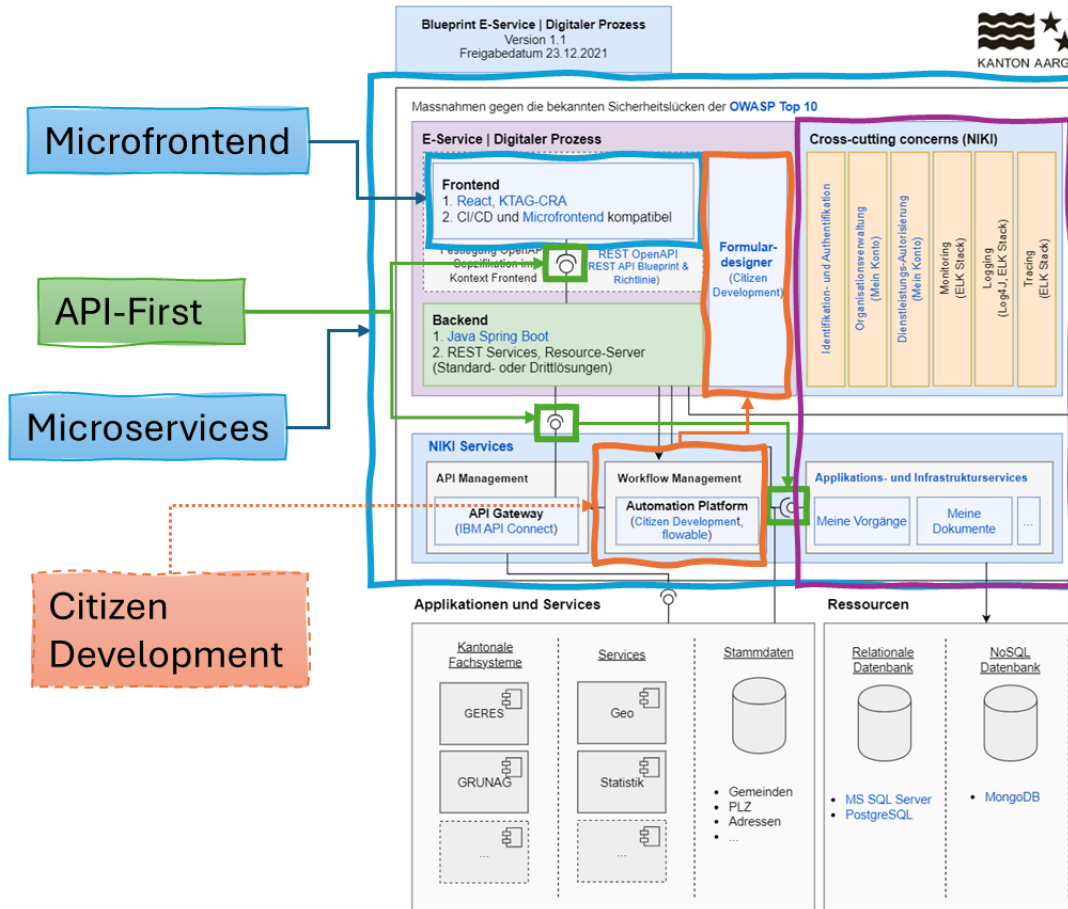 Blueprint E-Service | Digitaler Prozess
Version 1.1
Freigabedatum 23.12.2021
KANTON AARG
Massnahmen gegen die bekannten Sicherheitslücken der OWASP Top 10
Microfrontend
API-First
Microservices
Citizen
Development
E-Service | Digitaler Prozess
Frontend
1. React, KTAG-CRA
2. CI/CD und Microfrontend kompatibel
Kontext Frontend
REST OpenAPI
REST API Blueprint &
Richtlinie)
Backend
1. Java Spring Boot
2. REST Services, Resource-Server
(Standard- oder Drittlösungen)
Formular-
designer
(Citizen
Development)
Cross-cutting concerns (NIKI)
Identifikation- und Authentifikation
Organisationsverwaltung
(Mein Konto)
Dienstleistungs-Autorisierung
(Mein Konto)
Monitoring
(ELK Stack)
Logging
(Log4J, ELK Stack)
Tracing
(ELK Stack)
NIKI Services
API Management
API Gateway
(IBM API Connect)
Workflow Management
Automation Platform
(Citizen Development,
flowable)
Applikations- und Infrastrukturservices
Meine Vorgänge
Meine
Dokumente
...
Applikationen und Services
Kantonale
Fachsysteme
GERES
GRUNAG
...
Services
Geo
Statistik
...
Stammdaten
• Gemeinden
• PLZ
• Adressen
• ...
Ressourcen
Relationale
Datenbank
• MS SQL Server
• PostgreSQL
NoSQL
Datenbank
• MongoDB